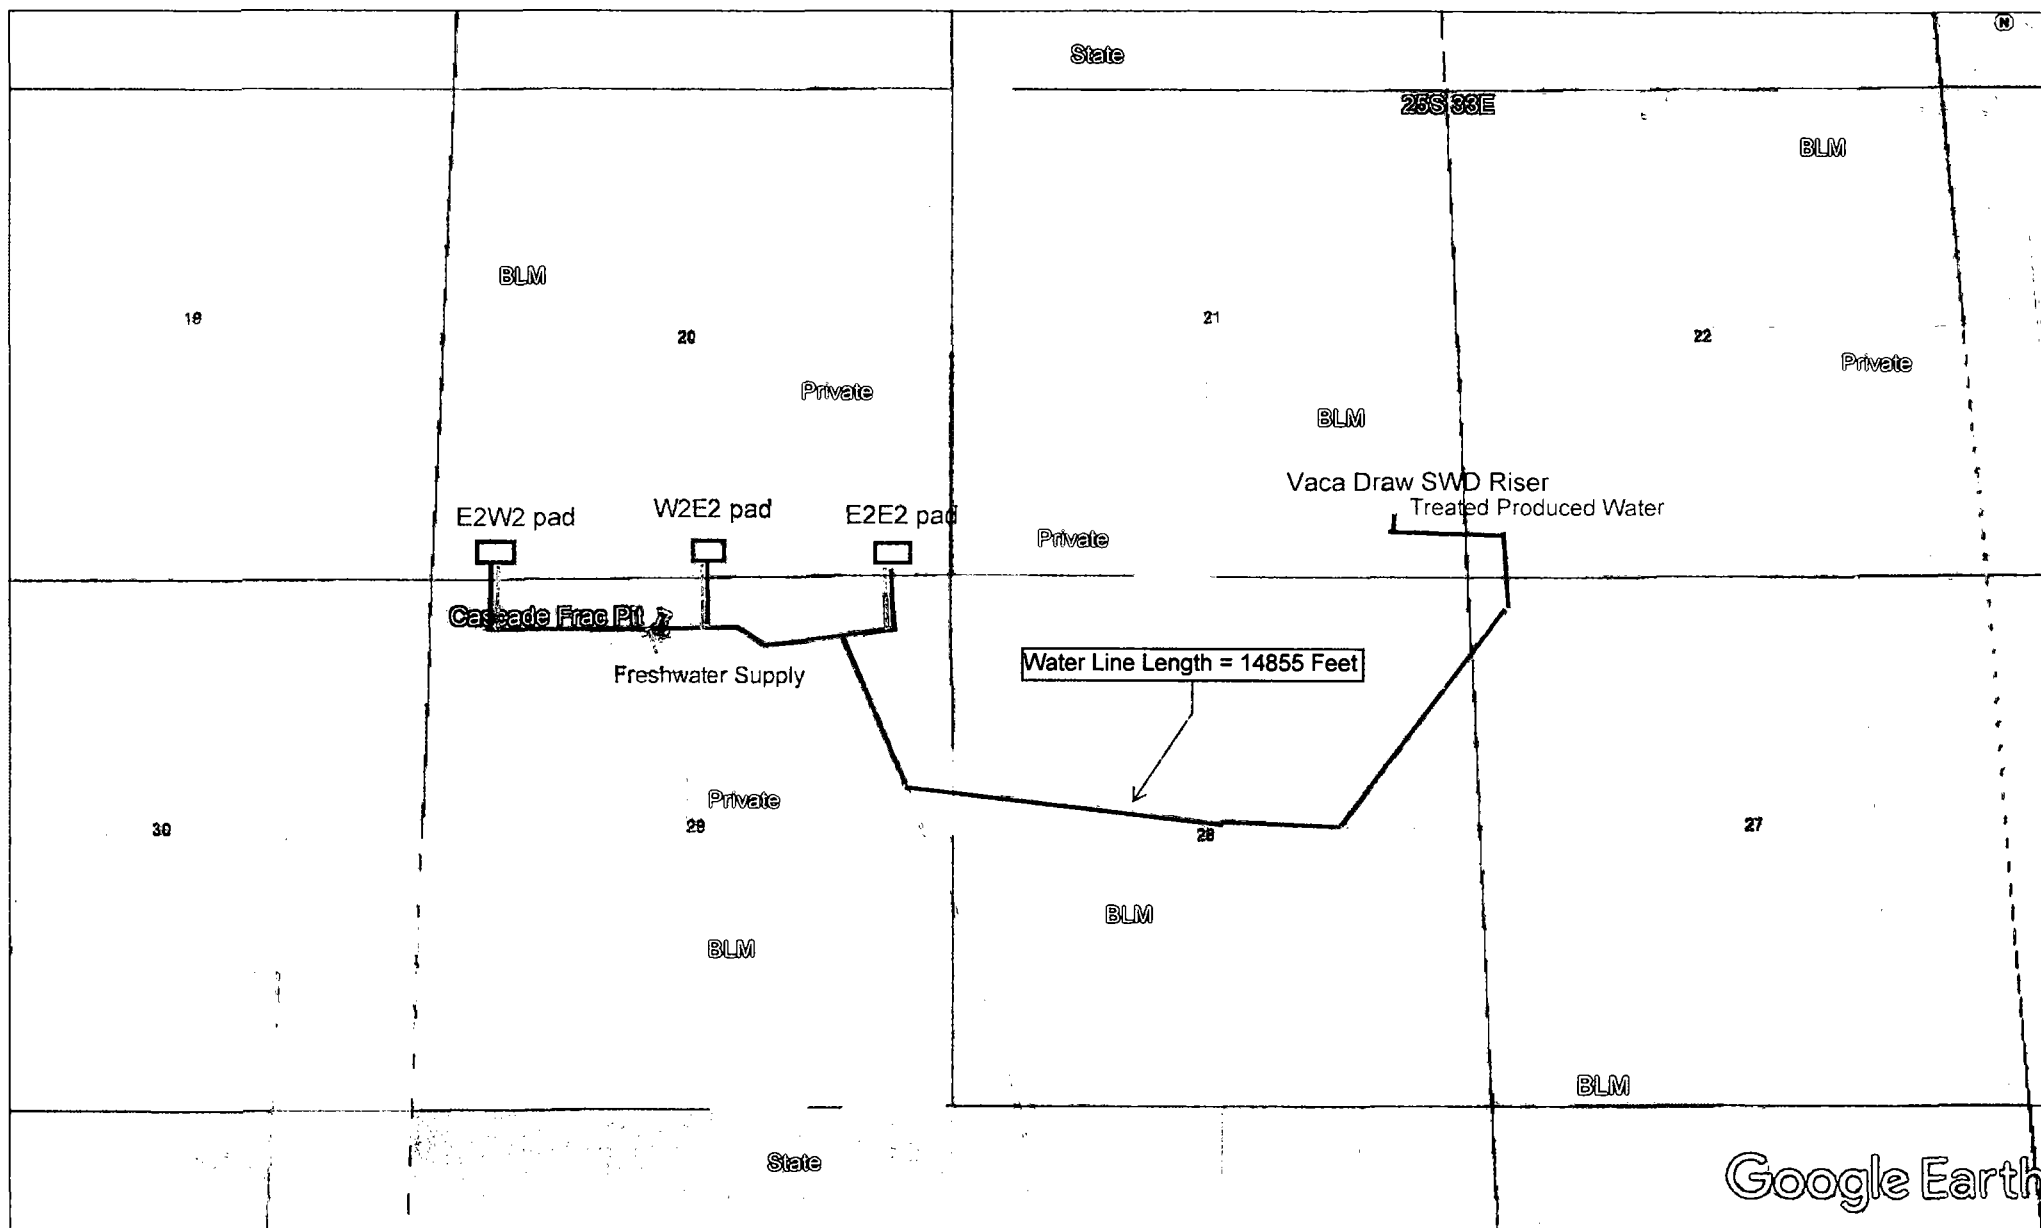 N
State
25S 33E
BLM
BLM
19
20
21
22
Private
Private
BLM
Vaca Draw SWD Riser
Treated Produced Water
E2W2 pad
W2E2 pad
E2E2 pad
Private
Cascade Frac Pit
Freshwater Supply
Water Line Length = 14855 Feet
Private
30
29
28
27
BLM
BLM
BLM
State
Google Earth